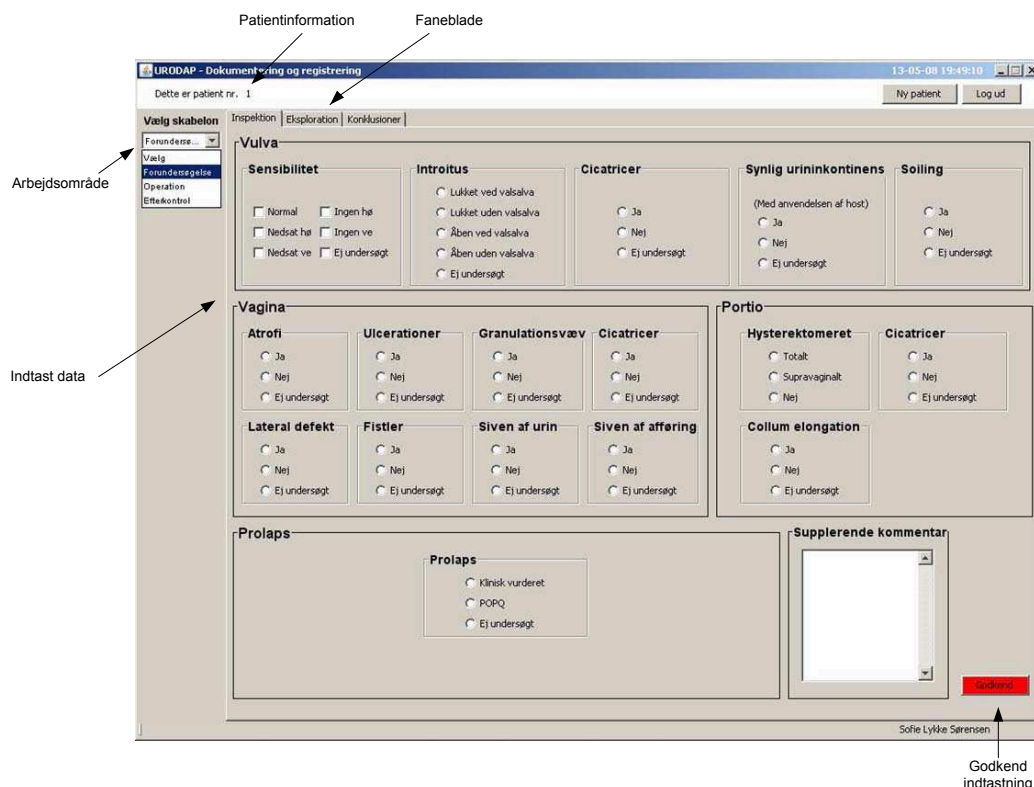 Patientinformation
Faneblade
URODAP - Dokumentering og registrering
13-05-08 19:49:10
Dette er patient nr. 1
Ny patient
Log ud
Vælg skabelon
Inspektion
Eksploration
Konklusioner
Forundersø...
Vælg
Forundersøgelse
Operation
Efterkontrol
Arbejdsområde
Indtast data
Vulva
Sensibilitet
Normal
Ingen hø
Nedsat hø
Ingen ve
Nedsat ve
Ej undersøgt
Introitus
Lukket ved valsalva
Lukket uden valsalva
Åben ved valsalva
Åben uden valsalva
Ej undersøgt
Cicatricer
Ja
Nej
Ej undersøgt
Synlig urininkontinens
(Med anvendelsen af host)
Ja
Nej
Ej undersøgt
Soiling
Ja
Nej
Ej undersøgt
Vagina
Atrofi
Ja
Nej
Ej undersøgt
Ulcerationer
Ja
Nej
Ej undersøgt
Granulationsvæv
Ja
Nej
Ej undersøgt
Cicatricer
Ja
Nej
Ej undersøgt
Lateral defekt
Ja
Nej
Ej undersøgt
Fistler
Ja
Nej
Ej undersøgt
Siven af urin
Ja
Nej
Ej undersøgt
Siven af afføring
Ja
Nej
Ej undersøgt
Portio
Hysterektomeret
Totalt
Supravaginalt
Nej
Cicatricer
Ja
Nej
Ej undersøgt
Collum elongation
Ja
Nej
Ej undersøgt
Prolaps
Prolaps
Klinisk vurderet
POPQ
Ej undersøgt
Supplerende kommentar
Godkend
Sofie Lykke Sørensen
Godkend
indtastning